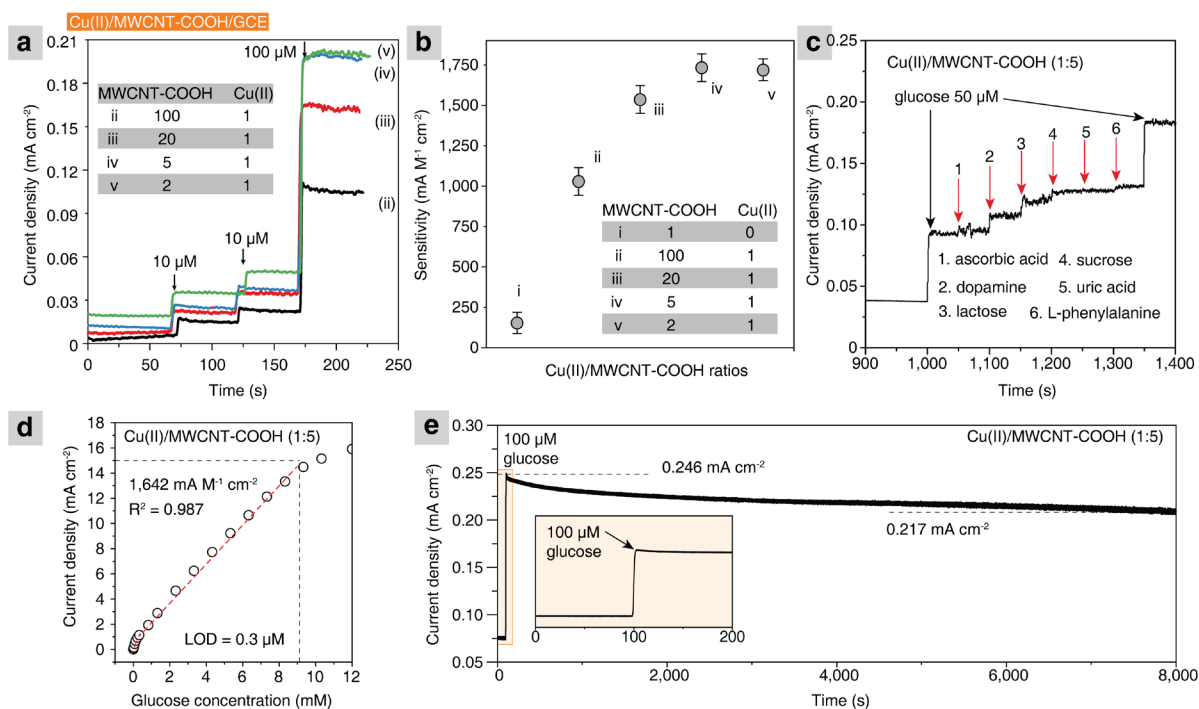 Cu(II)/MWCNT-COOH/GCE
a
Current density (mA cm⁻²)
0.21
0.18
0.15
0.12
0.09
0.06
0.03
0.00
0 50 100 150 200 250
Time (s)
MWCNT-COOH Cu(II)
ii 100 1
iii 20 1
iv 5 1
v 2 1
10 µM
10 µM
100 µM
(v)
(iv)
(iii)
(ii)
b
Sensitivity (mA M⁻¹ cm⁻²)
1,750
1,500
1,250
1,000
750
500
250
0
i
ii
iii
iv
v
MWCNT-COOH Cu(II)
i 1 0
ii 100 1
iii 20 1
iv 5 1
v 2 1
Cu(II)/MWCNT-COOH ratios
c
Current density (mA cm⁻²)
0.25
0.20
0.15
0.10
0.05
0
900 1,000 1,100 1,200 1,300 1,400
Time (s)
Cu(II)/MWCNT-COOH (1:5)
glucose 50 µM
1 2 3 4 5 6
1. ascorbic acid 4. sucrose
2. dopamine 5. uric acid
3. lactose 6. L-phenylalanine
d
Current density (mA cm⁻²)
18
16
14
12
10
8
6
4
2
0
0 2 4 6 8 10 12
Glucose concentration (mM)
Cu(II)/MWCNT-COOH (1:5)
1,642 mA M⁻¹ cm⁻²
R² = 0.987
LOD = 0.3 µM
e
Current density (mA cm⁻²)
0.30
0.25
0.20
0.15
0.10
0.05
0 2,000 4,000 6,000 8,000
Time (s)
Cu(II)/MWCNT-COOH (1:5)
100 µM
glucose
0.246 mA cm⁻²
0.217 mA cm⁻²
100 µM
glucose
0 100 200